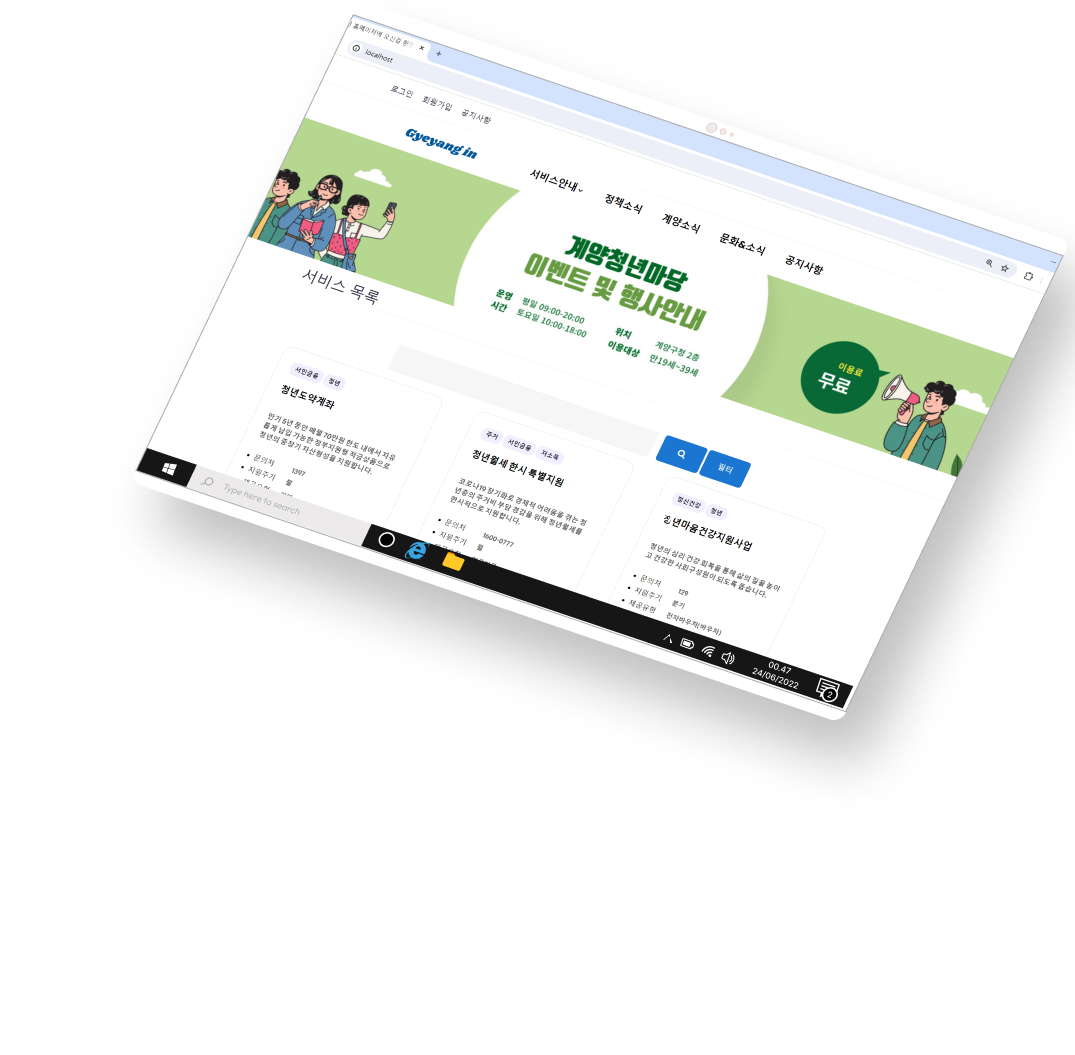 홈페이지에 오신걸 환
localhost
로그인 회원가입 공지사항
Gyeyang in
서비스안내 정책소식 계양소식 문화&소식 공지사항
계양청년마당
이벤트 및 행사안내
운영
시간
평일 09:00-20:00
토요일 10:00-18:00
위치 계양구청 2층
이용대상 만19세~39세
이용료
무료
서비스 목록
필터
서민금융 청년
청년도약계좌
만기 5년 동안 매월 70만원 한도 내에서 자유
롭게 납입 가능한 정부지원형 적금상품으로
청년의 중장기 자산형성을 지원합니다.
문의처 1397
지원주기 월
주거 서민금융 저소득
청년월세 한시 특별지원
코로나19 장기화로 경제적 어려움을 겪는 청
년층의 주거비 부담 경감을 위해 청년월세를
한시적으로 지원합니다.
문의처 1600-0777
지원주기 월
정신건강 청년
청년마음건강지원사업
청년의 심리 건강 회복을 통해 삶의 질을 높이
고 건강한 사회구성원이 되도록 돕습니다.
문의처 129
지원주기 분기
제공유형 전자바우처(바우처)
Type here to search
00.47
24/06/2022
2